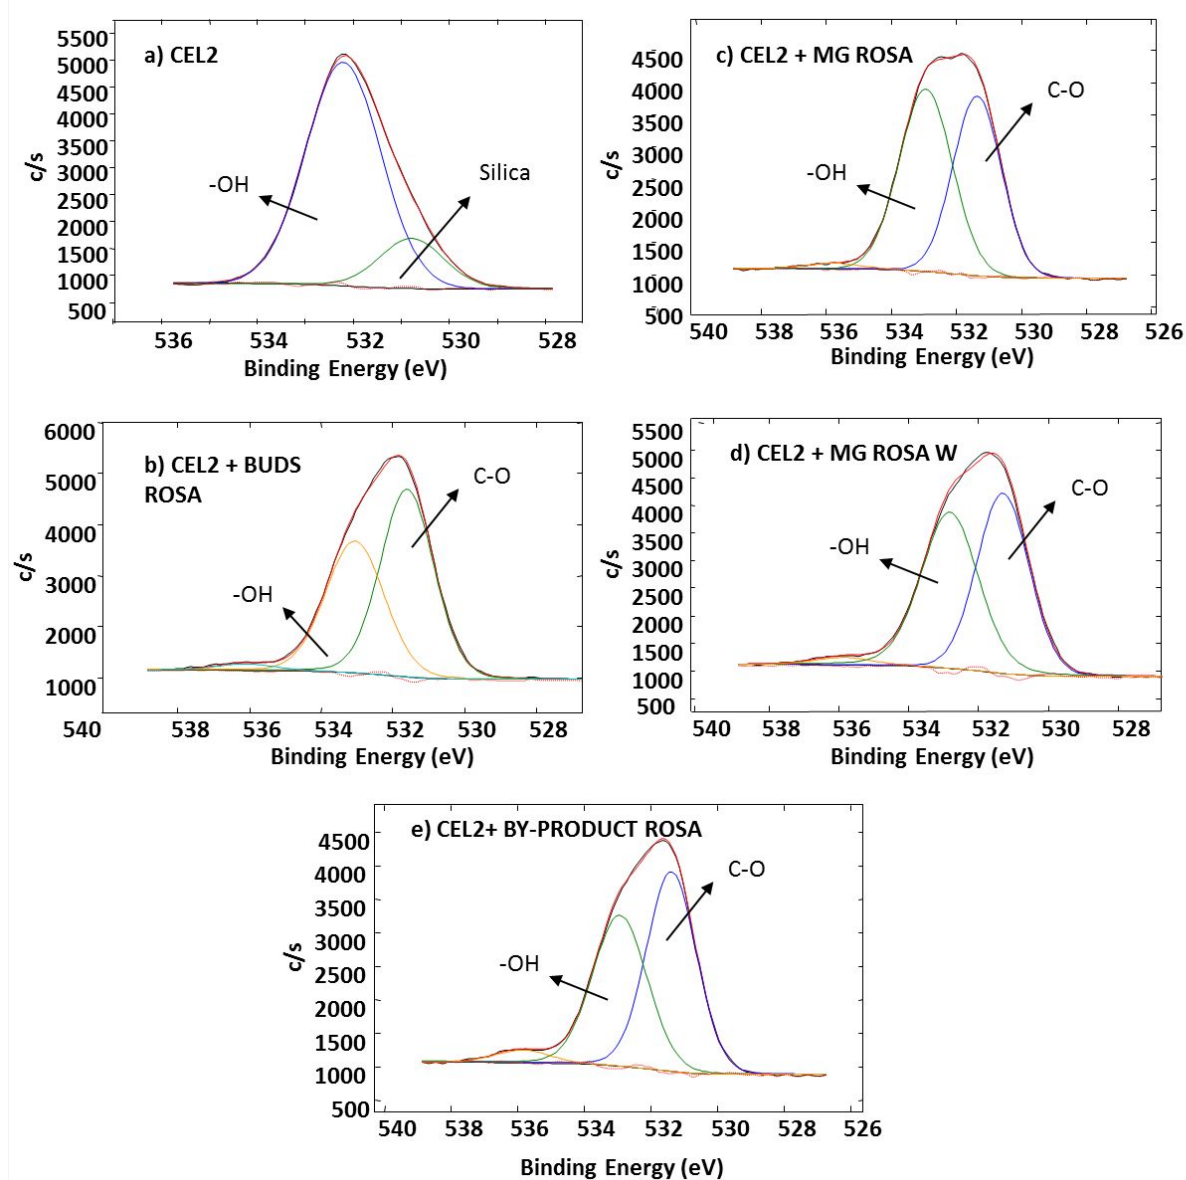 a) CEL2
5500
5000
4500
4000
3500
3000
2500
2000
1500
1000
500
c/s
-OH
Silica
536 534 532 530 528
Binding Energy (eV)
c) CEL2 + MG ROSA
4500
4000
3500
3000
2500
2000
1500
1000
500
c/s
-OH
C-O
540 538 536 534 532 530 528 526
Binding Energy (eV)
b) CEL2 + BUDS
ROSA
6000
5000
4000
3000
2000
1000
c/s
-OH
C-O
540 538 536 534 532 530 528
Binding Energy (eV)
d) CEL2 + MG ROSA W
5500
5000
4500
4000
3500
3000
2500
2000
1500
1000
500
c/s
-OH
C-O
540 538 536 534 532 530 528
Binding Energy (eV)
e) CEL2+ BY-PRODUCT ROSA
4500
4000
3500
3000
2500
2000
1500
1000
500
c/s
-OH
C-O
540 538 536 534 532 530 528 526
Binding Energy (eV)